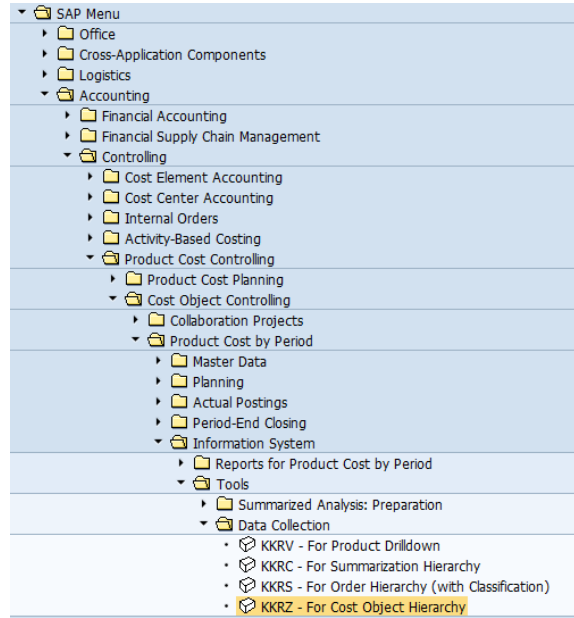 SAP Menu
Office
Cross-Application Components
Logistics
Accounting
Financial Accounting
Financial Supply Chain Management
Controlling
Cost Element Accounting
Cost Center Accounting
Internal Orders
Activity-Based Costing
Product Cost Controlling
Product Cost Planning
Cost Object Controlling
Collaboration Projects
Product Cost by Period
Master Data
Planning
Actual Postings
Period-End Closing
Information System
Reports for Product Cost by Period
Tools
Summarized Analysis: Preparation
Data Collection
KKRV - For Product Drilldown
KKRC - For Summarization Hierarchy
KKRS - For Order Hierarchy (with Classification)
KKRZ - For Cost Object Hierarchy